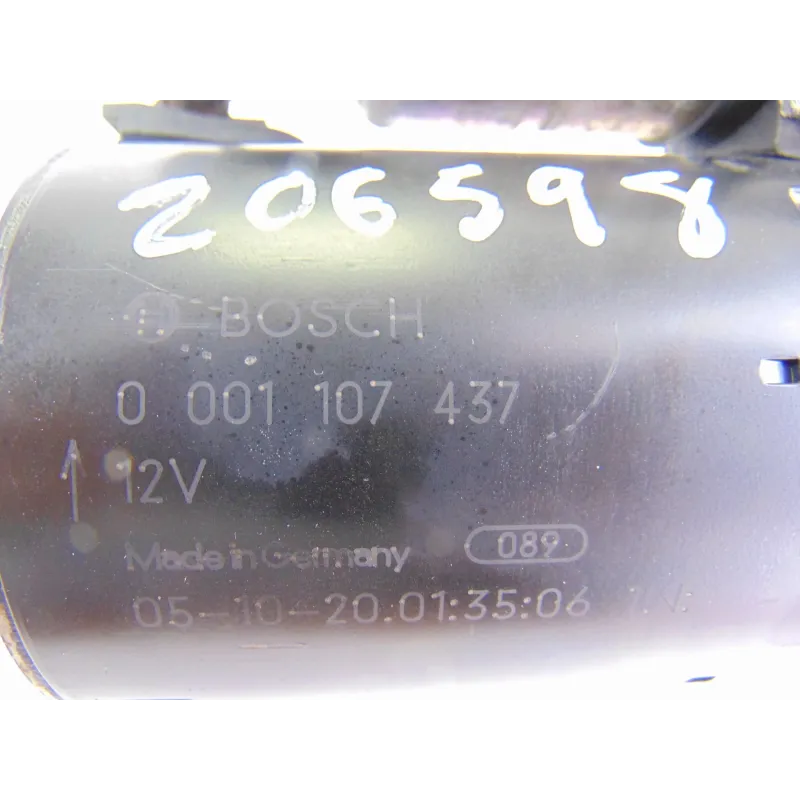 206598
BOSCH
0 001 107 437
12V
089
Made in Germany
05-10-20.01:35:06